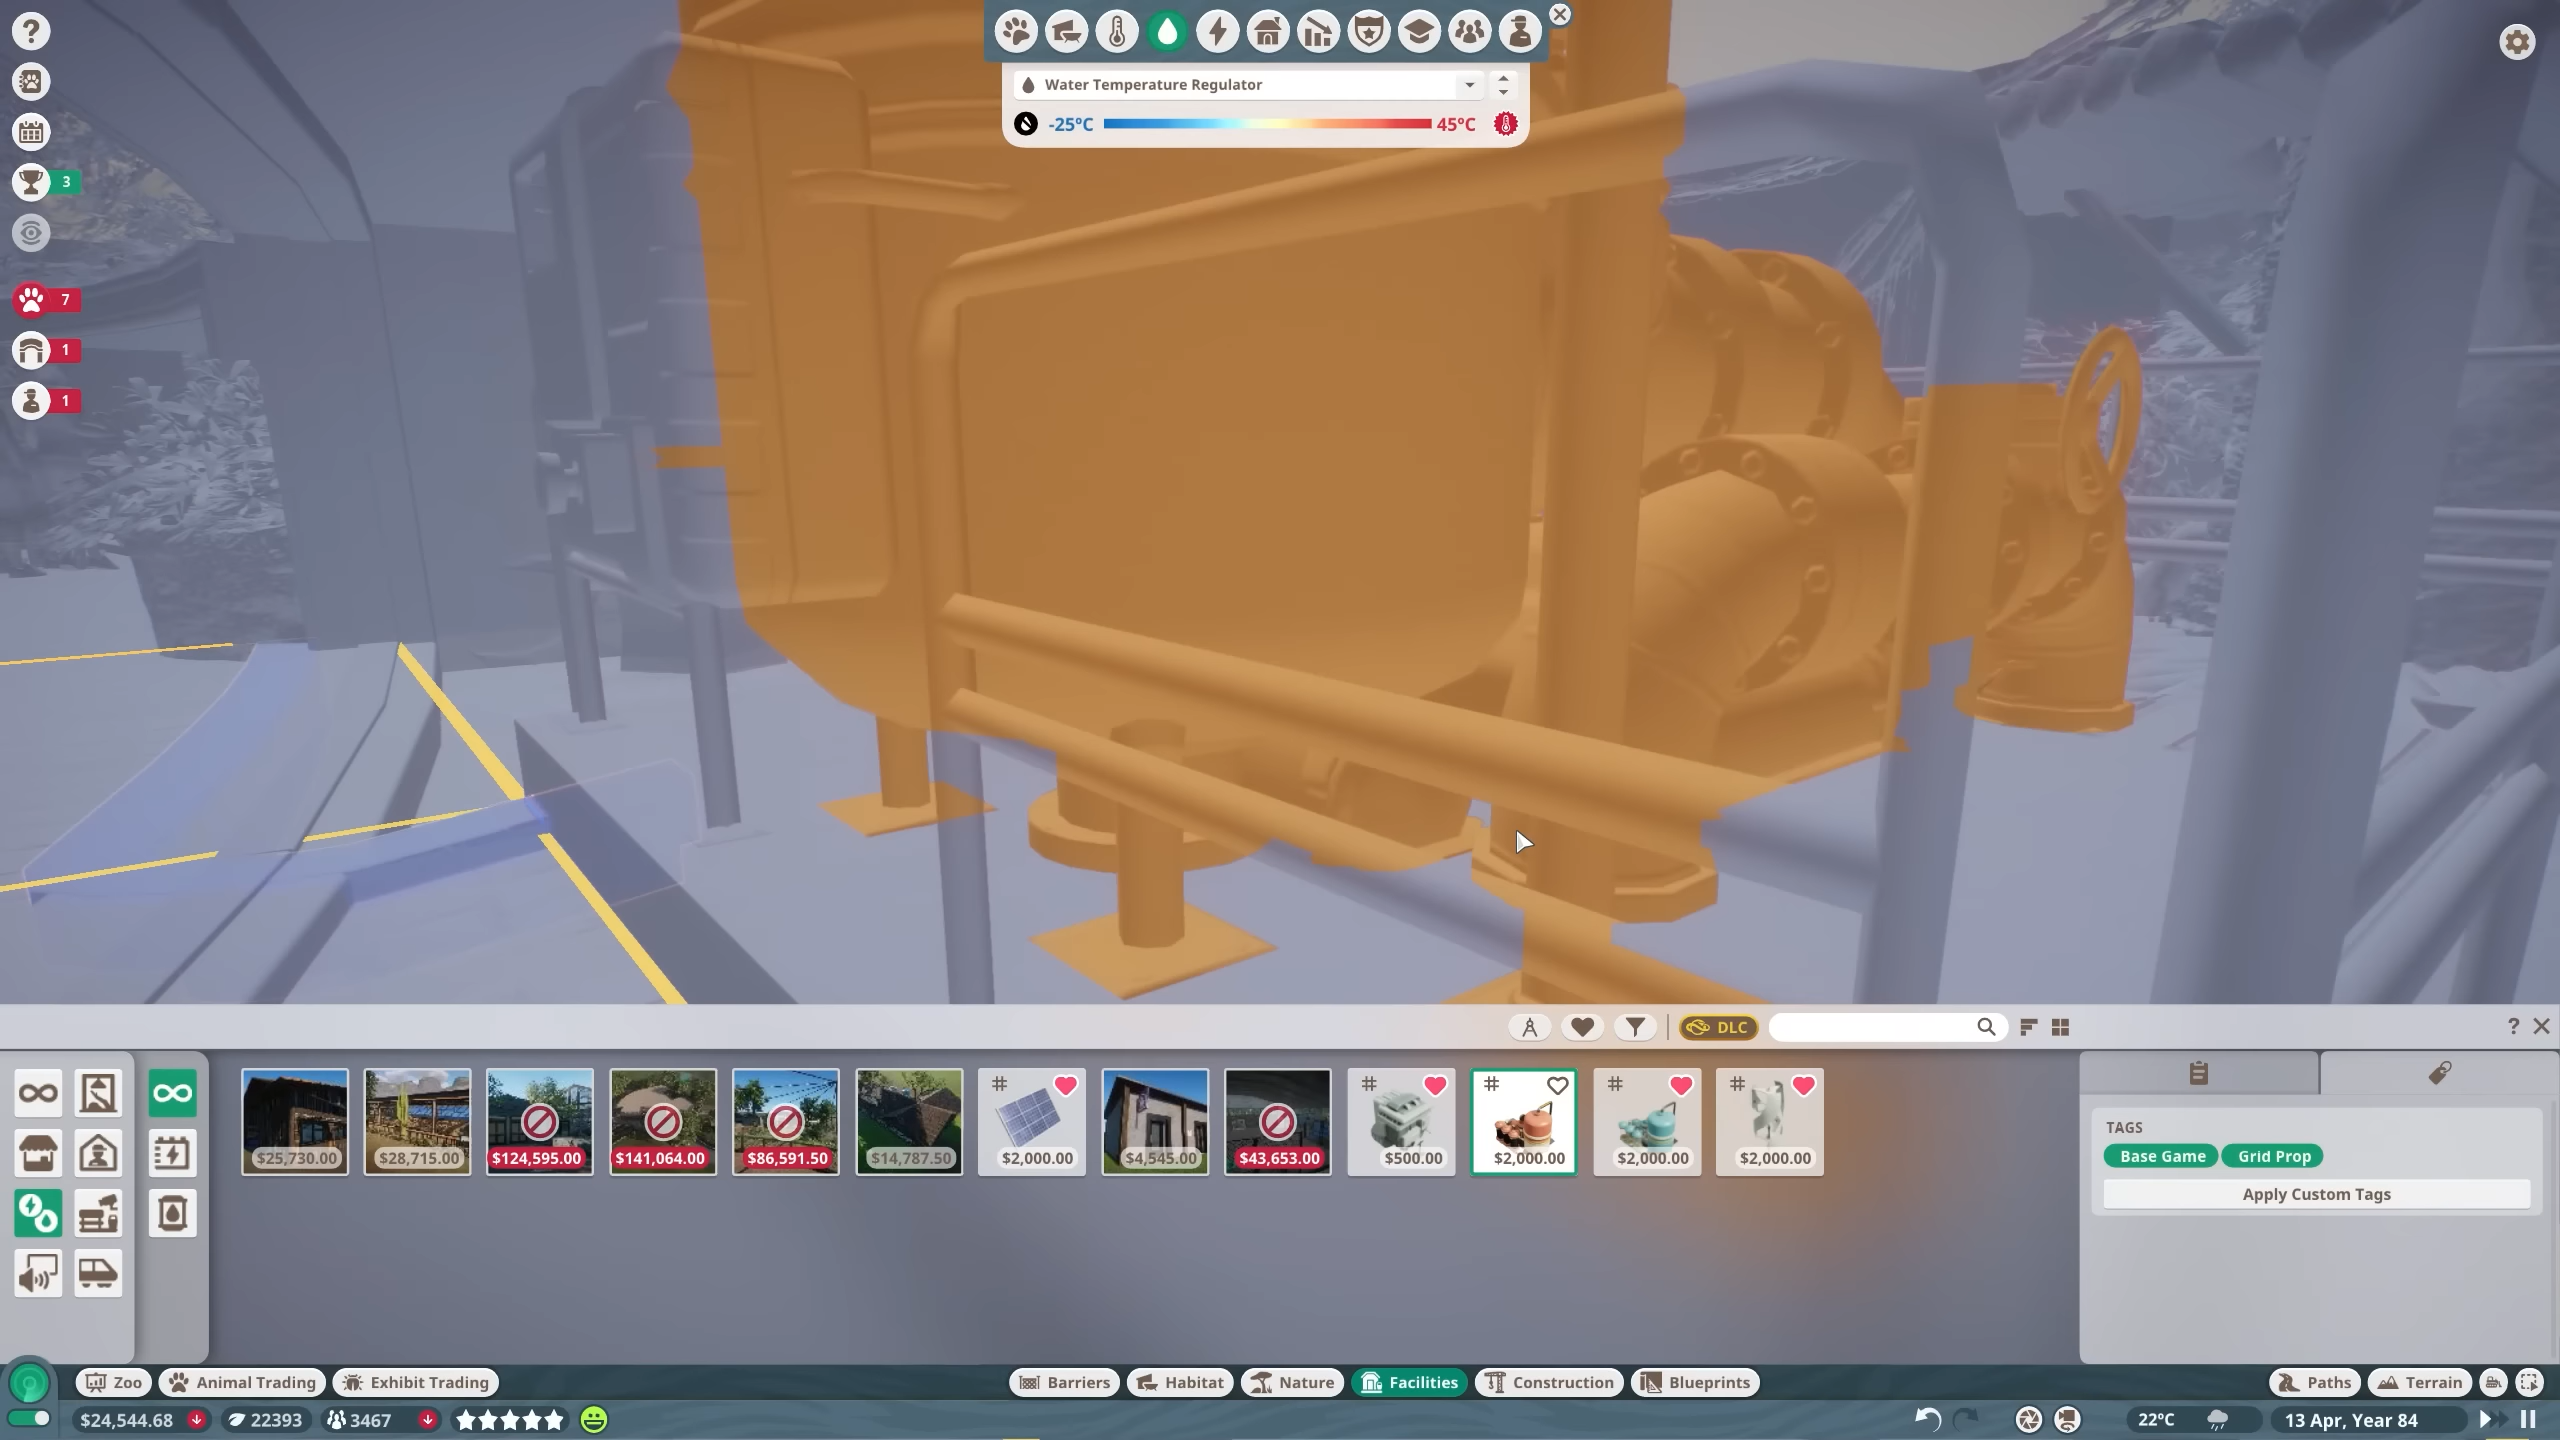 Water Temperature Regulator
-25°C
45°C
3
7
1
1
DLC
$25,730.00
$28,715.00
$124,595.00
$141,064.00
$86,591.50
$14,787.50
$2,000.00
$4,545.00
$43,653.00
$500.00
$2,000.00
$2,000.00
$2,000.00
TAGS
Base Game
Grid Prop
Apply Custom Tags
Zoo
Animal Trading
Exhibit Trading
Barriers
Habitat
Nature
Facilities
Construction
Blueprints
Paths
Terrain
$24,544.68
22393
3467
22°C
13 Apr, Year 84